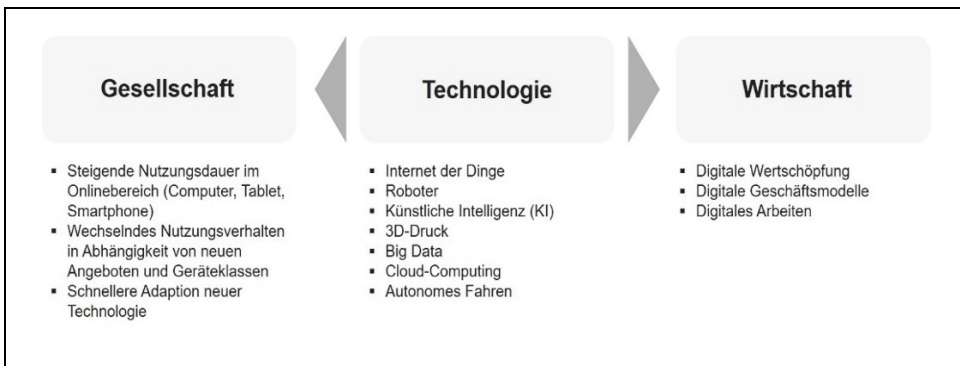 Gesellschaft
▪ Steigende Nutzungsdauer im
Onlinebereich (Computer, Tablet,
Smartphone)
▪ Wechselndes Nutzungsverhalten
in Abhängigkeit von neuen
Angeboten und Geräteklassen
▪ Schnellere Adaption neuer
Technologie
Technologie
▪ Internet der Dinge
▪ Roboter
▪ Künstliche Intelligenz (KI)
▪ 3D-Druck
▪ Big Data
▪ Cloud-Computing
▪ Autonomes Fahren
Wirtschaft
▪ Digitale Wertschöpfung
▪ Digitale Geschäftsmodelle
▪ Digitales Arbeiten